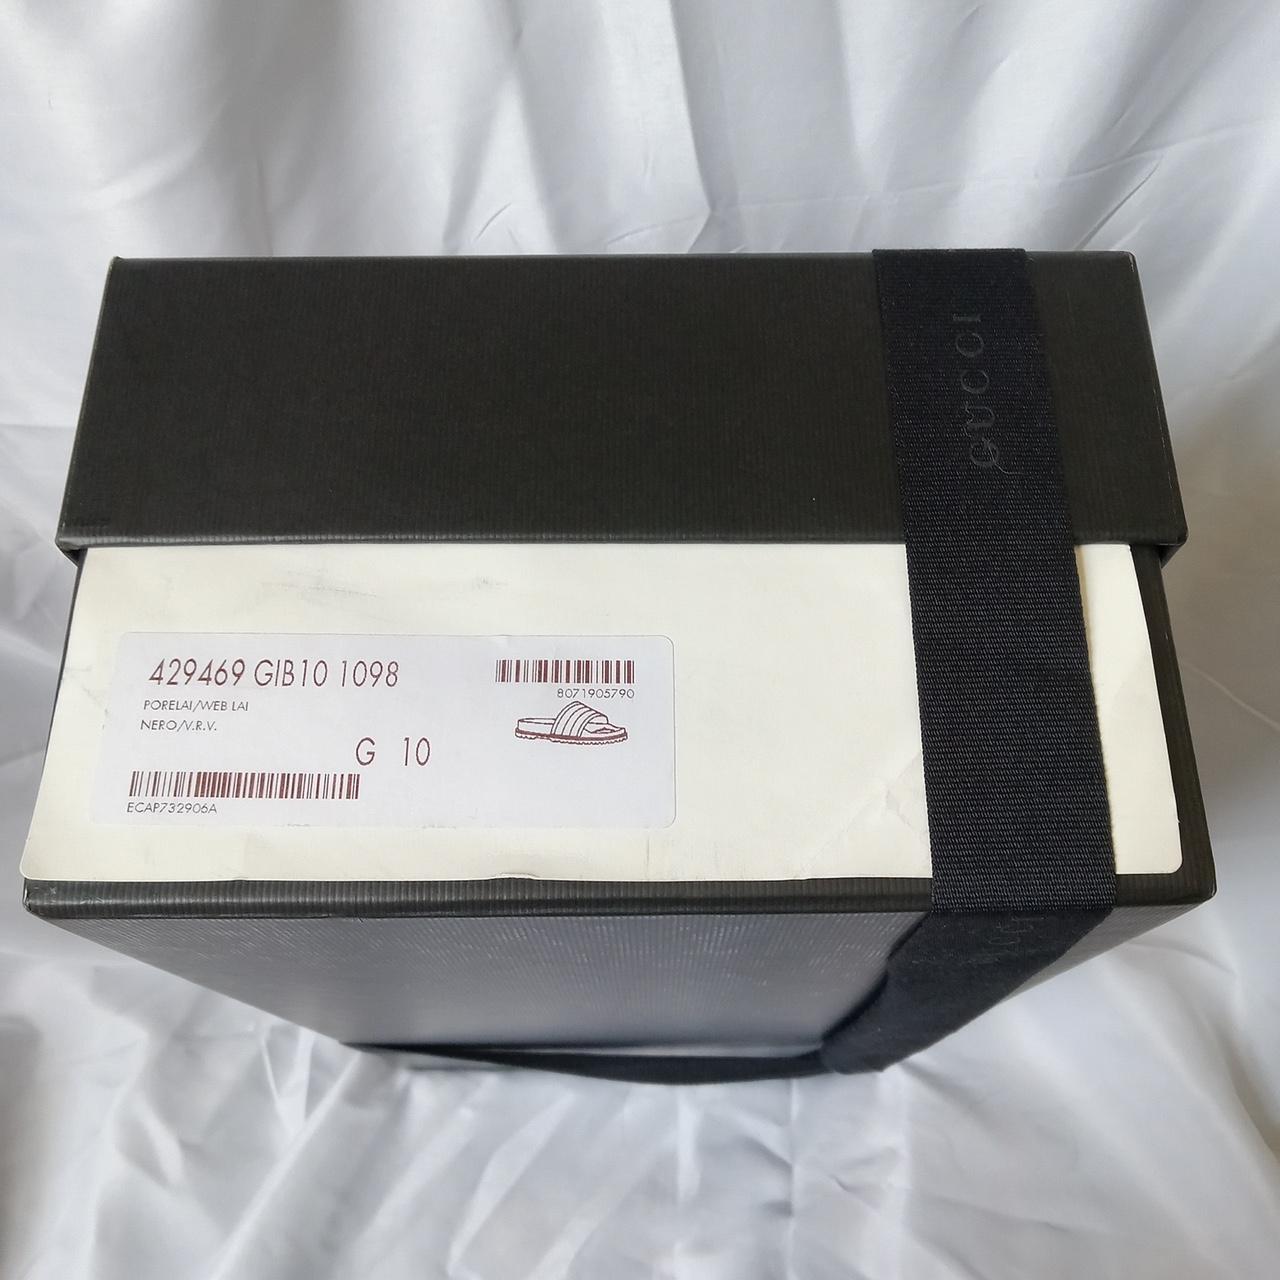 GUCCI
429469 GIB10 1098
8071905790
PORELAI/WEB LAI
NERO/V.R.V.
G 10
ECAP732906A